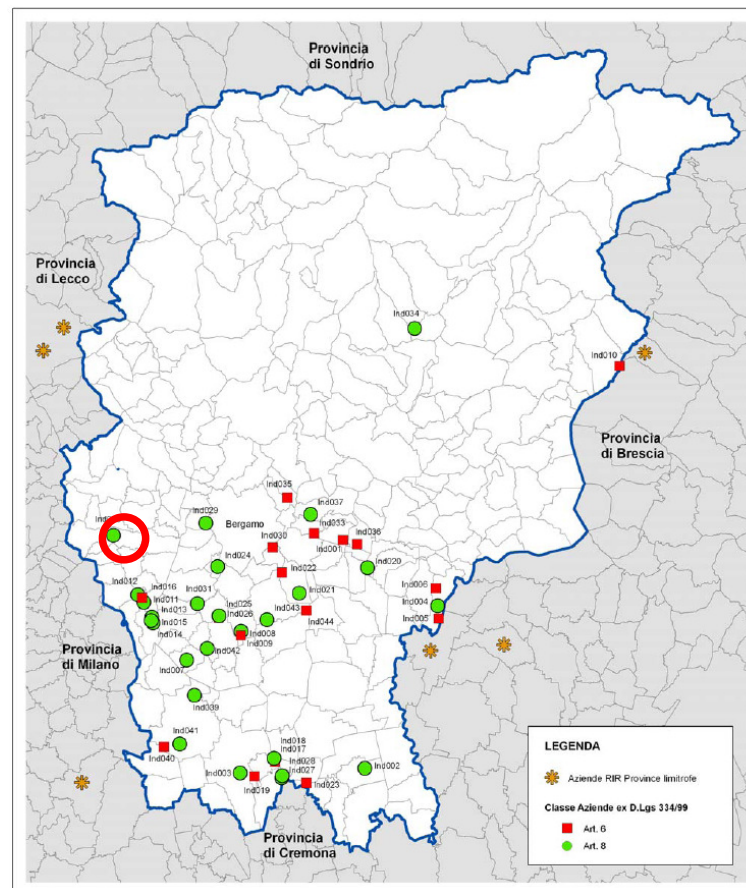 Provincia
di Sondrio
Provincia
di Lecco
Ind034
Ind010
Provincia
di Brescia
Ind035
Ind037
Ind029
Bergamo
Ind033
Ind030
Ind001
Ind036
Ind024
Ind020
Ind022
Ind012
Ind016
Ind011
Ind031
Ind025
Ind021
Ind006
Ind013
Ind026
Ind043
Ind004
Ind015
Ind044
Ind005
Ind014
Ind008
Ind009
Provincia
di Milano
Ind042
Ind007
Ind039
Ind041
Ind040
Ind018
Ind017
Ind028
Ind003
Ind027
Ind002
Ind019
Ind023
Provincia
di Cremona
LEGENDA
Aziende RIR Province limitrofe
Classe Aziende ex D.Lgs 334/99
Art. 6
Art. 8